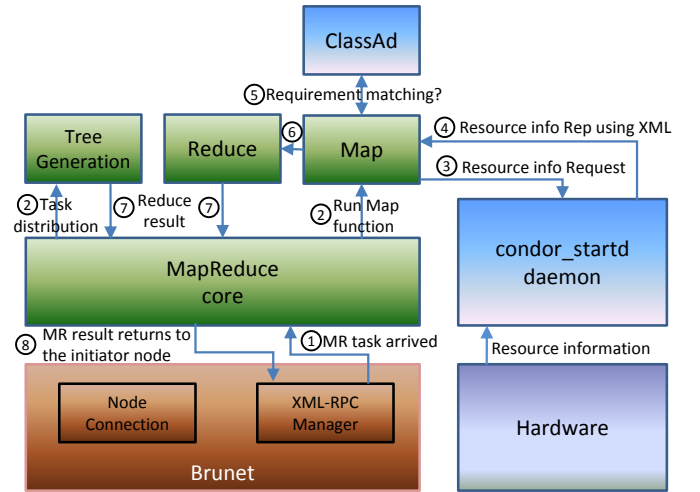 ClassAd
⑤ Requirement matching?
Tree
Generation
Reduce
⑥
Map
④ Resource info Rep using XML
③ Resource info Request
② Task
distribution
⑦ Reduce
result
⑦
② Run Map
function
MapReduce
core
condor_startd
daemon
⑧ MR result returns to
the initiator node
① MR task arrived
Resource information
Node
Connection
XML-RPC
Manager
Brunet
Hardware